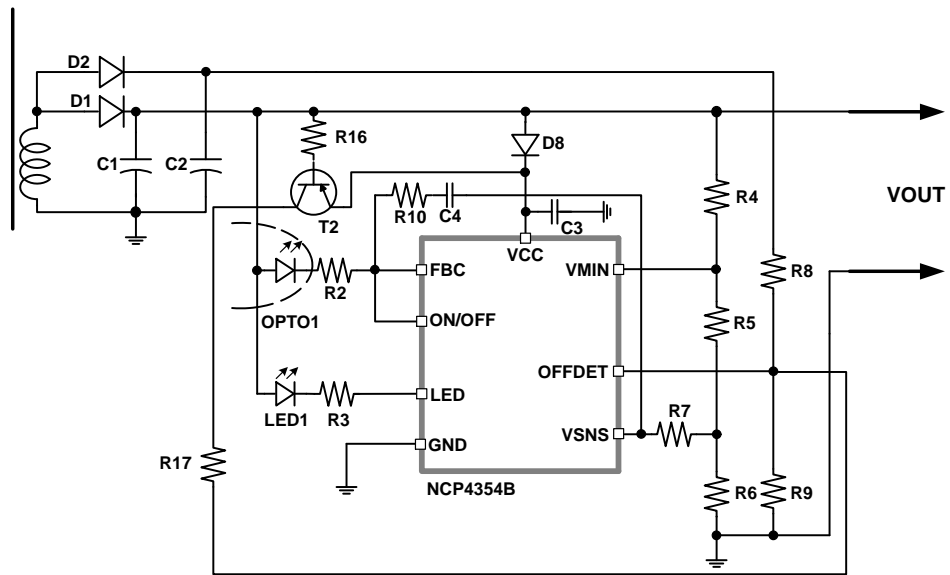 D2
D1
R16
D8
C1
C2
R4
VOUT
T2
R10
C4
C3
VCC
FBC
VMIN
R8
R2
OPTO1
ON/OFF
R5
OFFDET
LED
LED1
R3
R7
VSNS
GND
R17
R6
R9
NCP4354B